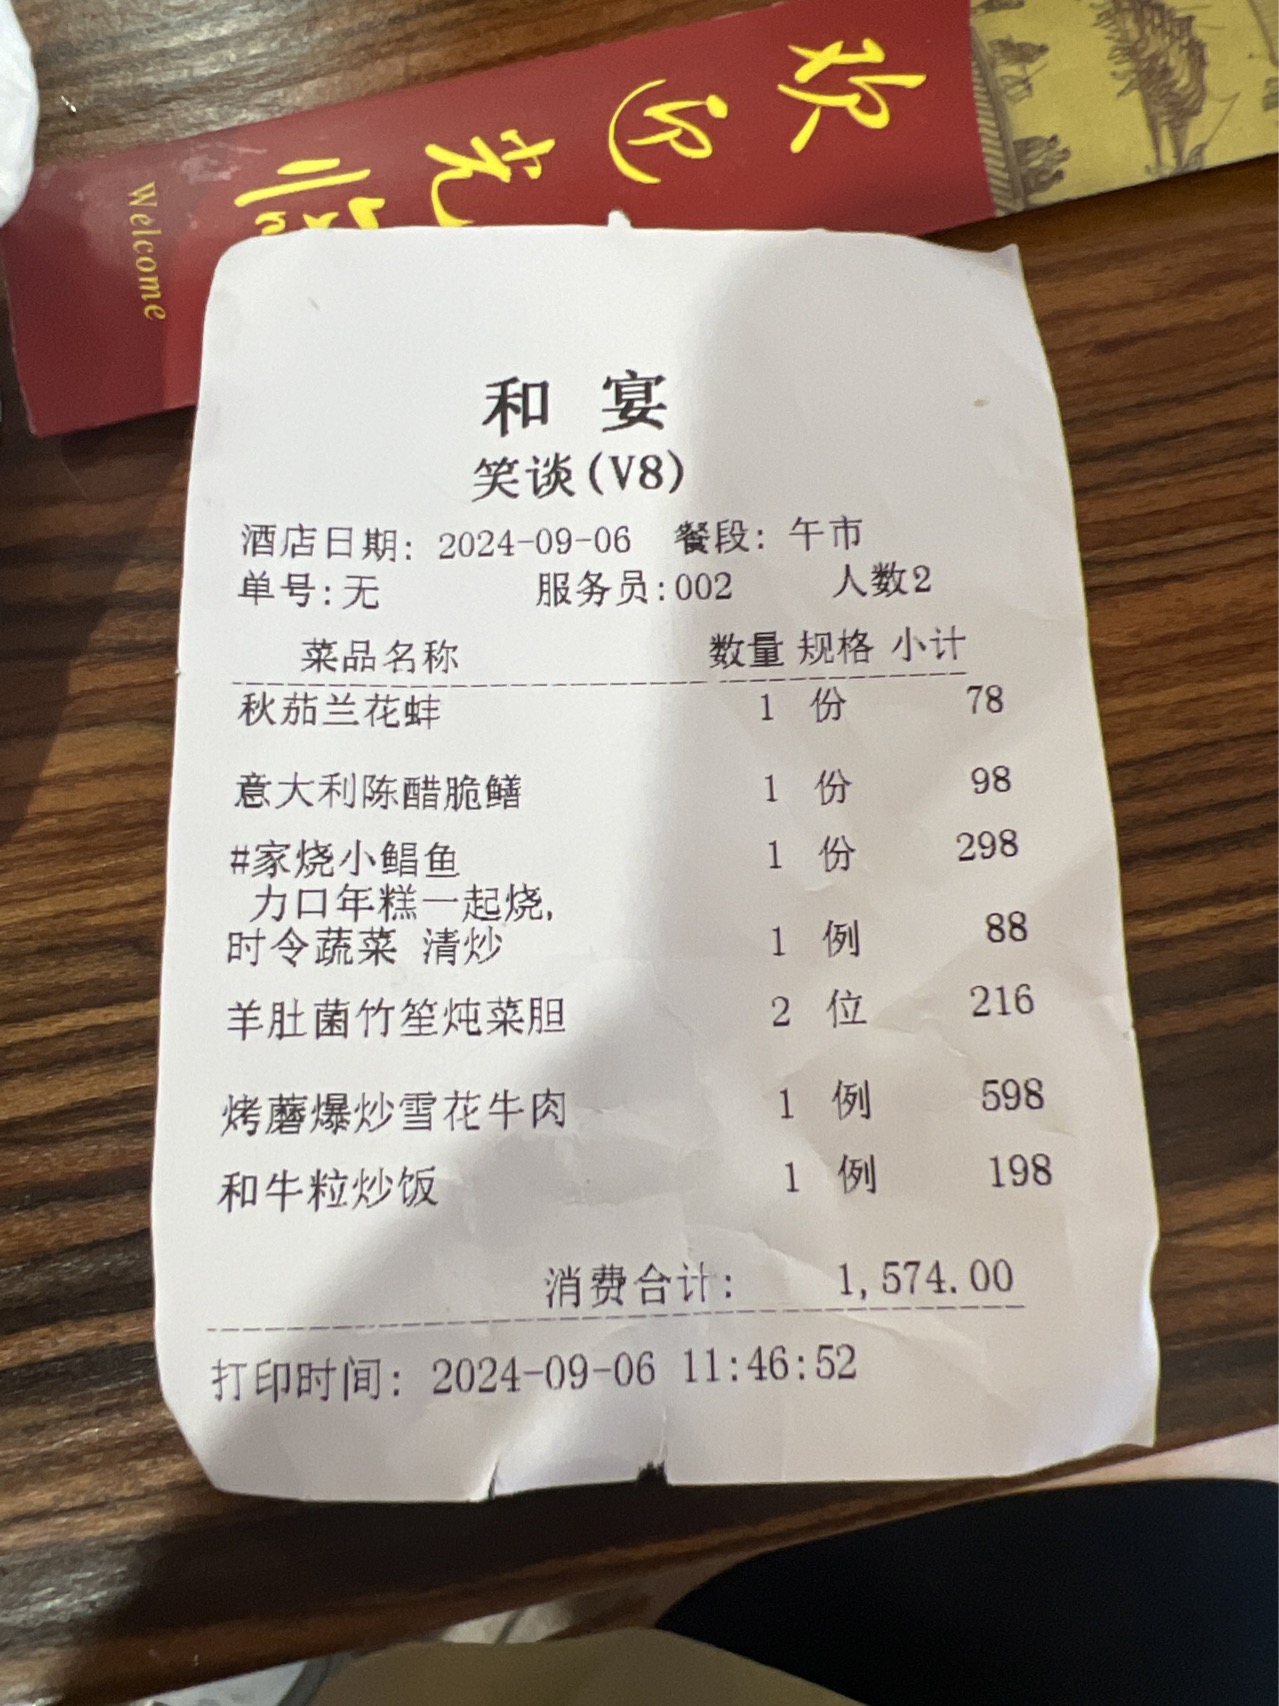 欢迎光临
Welcome
和 宴
笑谈(V8)
酒店日期: 2024-09-06 餐段: 午市
单号:无 服务员:002 人数2
菜品名称 数量 规格 小计
秋茄兰花蚌 1 份 78
意大利陈醋脆鳝 1 份 98
#家烧小鲳鱼 1 份 298
力口年糕一起烧,
时令蔬菜 清炒 1 例 88
羊肚菌竹笙炖菜胆 2 位 216
烤蘑爆炒雪花牛肉 1 例 598
和牛粒炒饭 1 例 198
消费合计: 1,574.00
打印时间: 2024-09-06 11:46:52